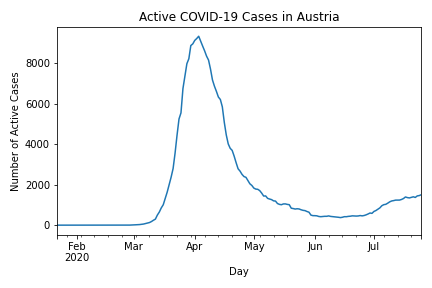 Active COVID-19 Cases in Austria
Number of Active Cases
8000
6000
4000
2000
0
Feb
2020
Mar
Apr
May
Jun
Jul
Day